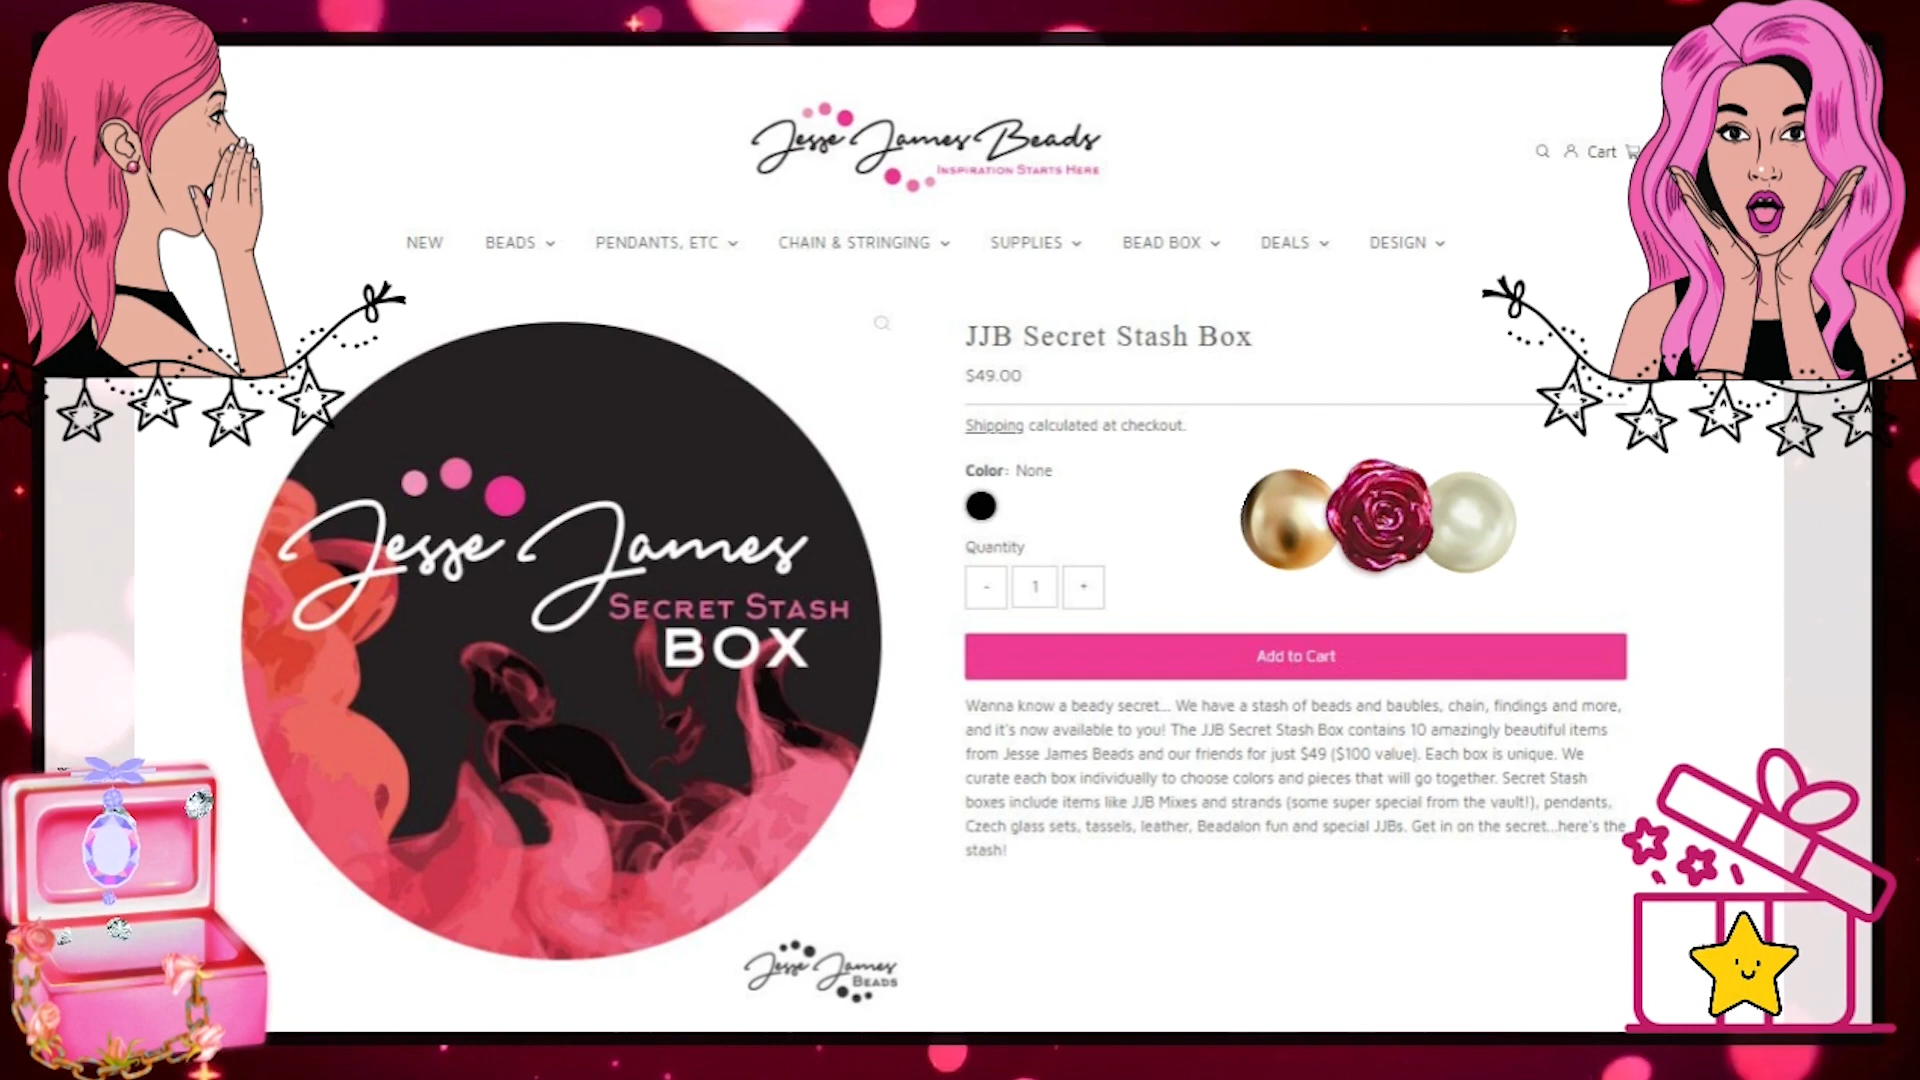 Jesse James Beads
INSPIRATION STARTS HERE
Cart
NEW BEADS PENDANTS, ETC CHAIN & STRINGING SUPPLIES BEAD BOX DEALS DESIGN
Jesse James
SECRET STASH
BOX
Jesse James
BEADS
JJB Secret Stash Box
$49.00
Shipping calculated at checkout.
Color: None
Quantity
- 1 +
Add to Cart
Wanna know a beady secret... We have a stash of beads and baubles, chain, findings and more,
and it's now available to you! The JJB Secret Stash Box contains 10 amazingly beautiful items
from Jesse James Beads and our friends for just $49 ($100 value). Each box is unique. We
curate each box individually to choose colors and pieces that will go together. Secret Stash
boxes include items like JJB Mixes and strands (some super special from the vault!), pendants,
Czech glass sets, tassels, leather, Beadalon fun and special JJBs. Get in on the secret...here's the
stash!